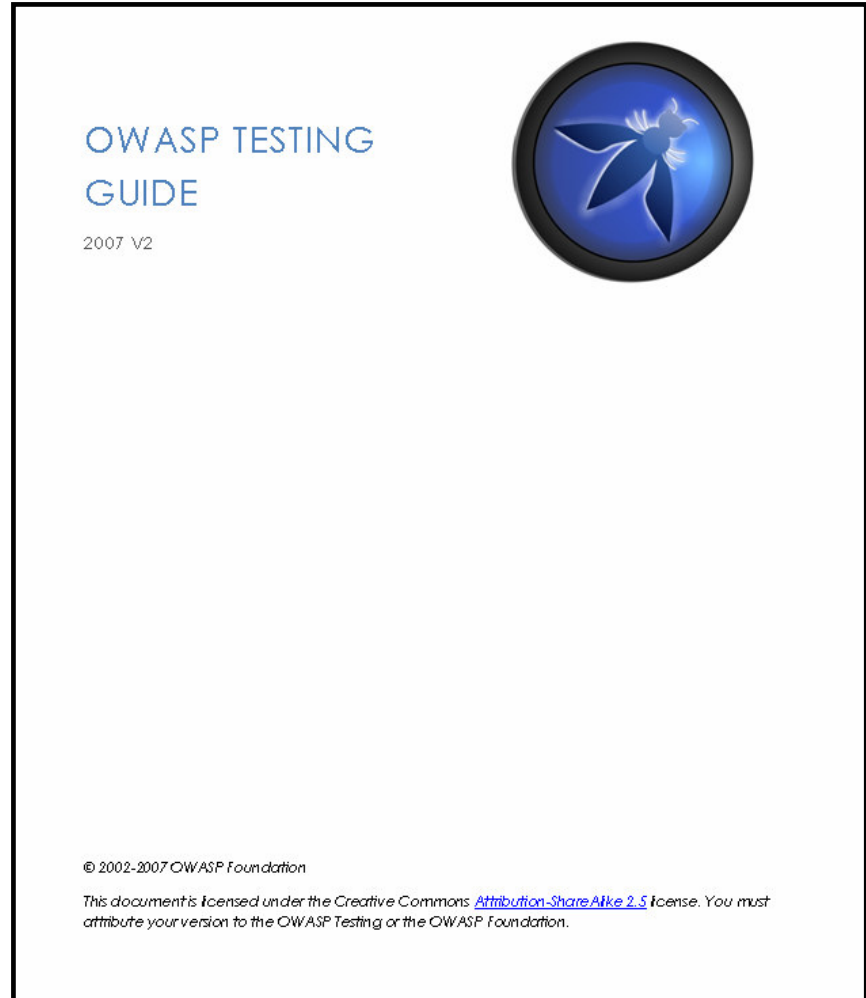 OWASP TESTING
GUIDE
2007 V2
© 2002-2007 OWASP Foundation
This document is licensed under the Creative Commons Attribution-ShareAlike 2.5 license. You must
attribute your version to the OWASP Testing or the OWASP Foundation.